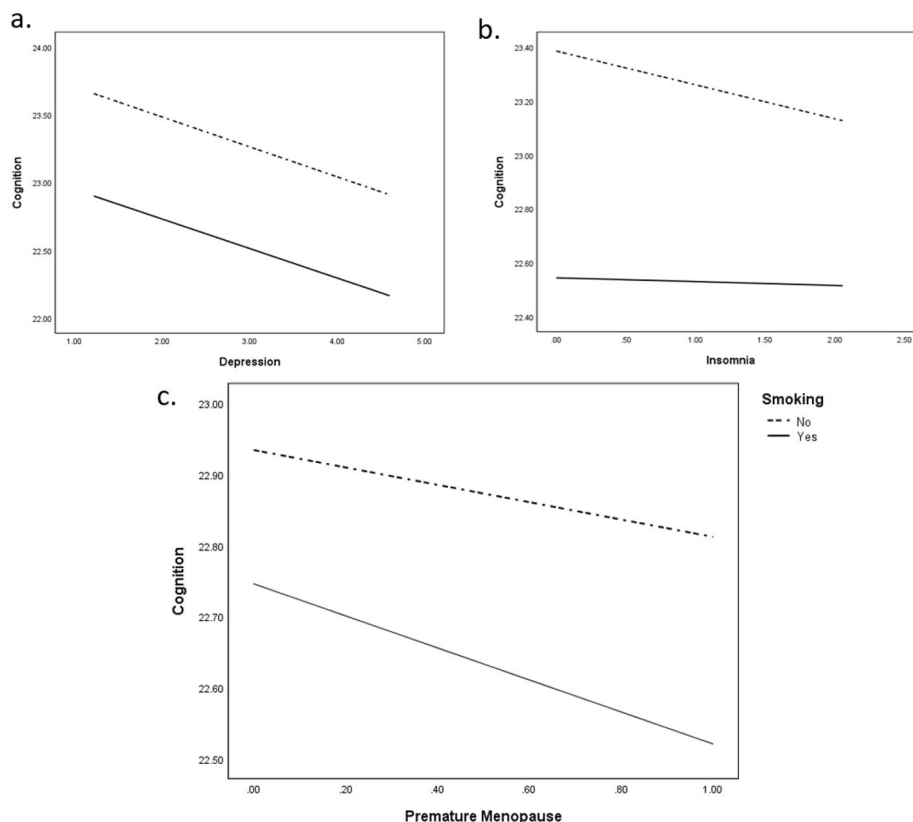 a.
24.00
23.50
23.00
22.50
22.00
Cognition
1.00 2.00 3.00 4.00 5.00
Depression
b.
23.40
23.20
23.00
22.80
22.60
22.40
Cognition
.00 .50 1.00 1.50 2.00 2.50
Insomnia
c.
23.00
22.90
22.80
22.70
22.60
22.50
Cognition
.00 .20 .40 .60 .80 1.00
Premature Menopause
Smoking
No
Yes